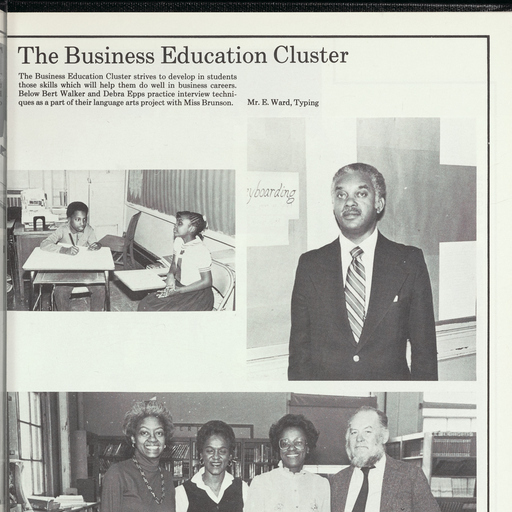 The Business Education Cluster
The Business Education Cluster strives to develop in students
those skills which will help them do well in business careers.
Below Bert Walker and Debra Epps practice interview techni-
ques as a part of their language arts project with Miss Brunson.
Mr. E. Ward, Typing
yboarding